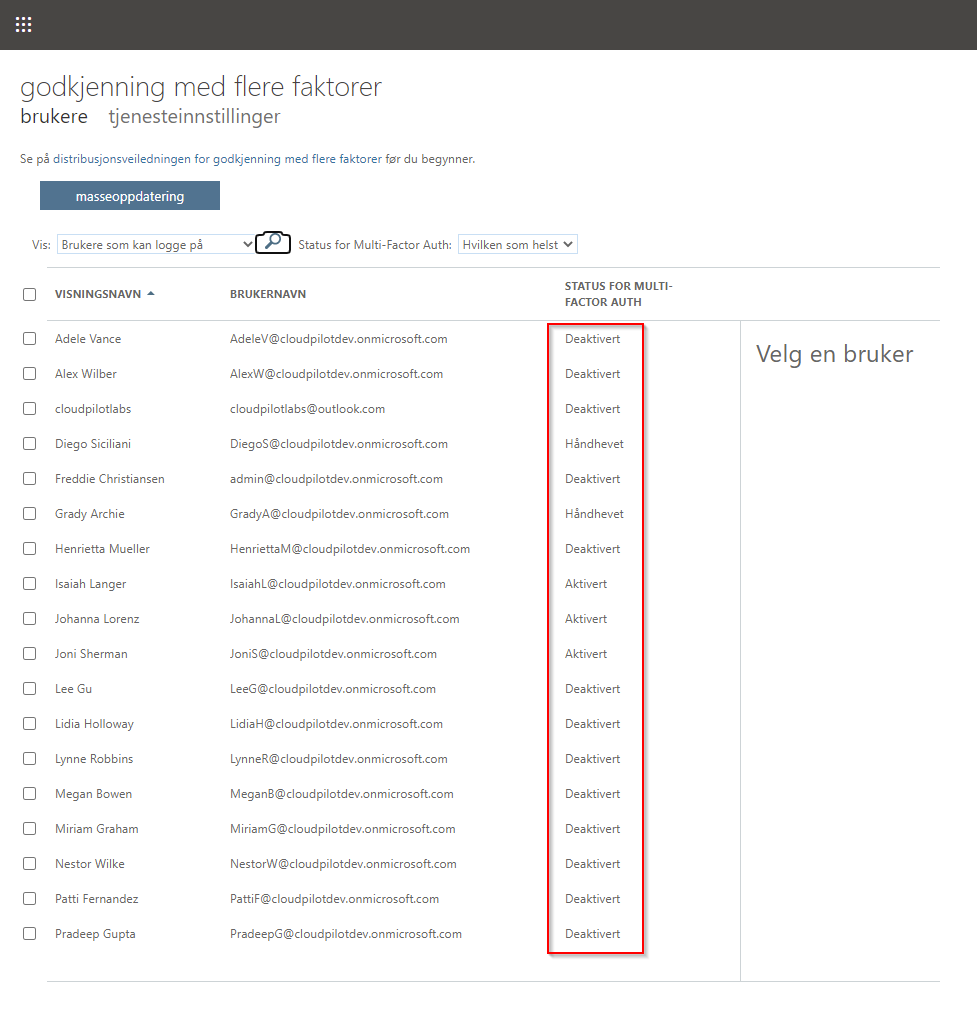 godkjenning med flere faktorer
brukere tjenesteinnstillinger
Se på distribusjonsveiledningen for godkjenning med flere faktorer før du begynner.
masseoppdatering
Vis: Brukere som kan logge på Status for Multi-Factor Auth: Hvilken som helst
VISNINGSNAVN BRUKERNAVN STATUS FOR MULTI-
FACTOR AUTH
Velg en bruker
Adele Vance AdeleV@cloudpilotdev.onmicrosoft.com Deaktivert
Alex Wilber AlexW@cloudpilotdev.onmicrosoft.com Deaktivert
cloudpilotlabs cloudpilotlabs@outlook.com Deaktivert
Diego Siciliani DiegoS@cloudpilotdev.onmicrosoft.com Håndhevet
Freddie Christiansen admin@cloudpilotdev.onmicrosoft.com Deaktivert
Grady Archie GradyA@cloudpilotdev.onmicrosoft.com Håndhevet
Henrietta Mueller HenriettaM@cloudpilotdev.onmicrosoft.com Deaktivert
Isaiah Langer IsaiahL@cloudpilotdev.onmicrosoft.com Aktivert
Johanna Lorenz JohannaL@cloudpilotdev.onmicrosoft.com Aktivert
Joni Sherman JoniS@cloudpilotdev.onmicrosoft.com Aktivert
Lee Gu LeeG@cloudpilotdev.onmicrosoft.com Deaktivert
Lidia Holloway LidiaH@cloudpilotdev.onmicrosoft.com Deaktivert
Lynne Robbins LynneR@cloudpilotdev.onmicrosoft.com Deaktivert
Megan Bowen MeganB@cloudpilotdev.onmicrosoft.com Deaktivert
Miriam Graham MiriamG@cloudpilotdev.onmicrosoft.com Deaktivert
Nestor Wilke NestorW@cloudpilotdev.onmicrosoft.com Deaktivert
Patti Fernandez PattiF@cloudpilotdev.onmicrosoft.com Deaktivert
Pradeep Gupta PradeepG@cloudpilotdev.onmicrosoft.com Deaktivert